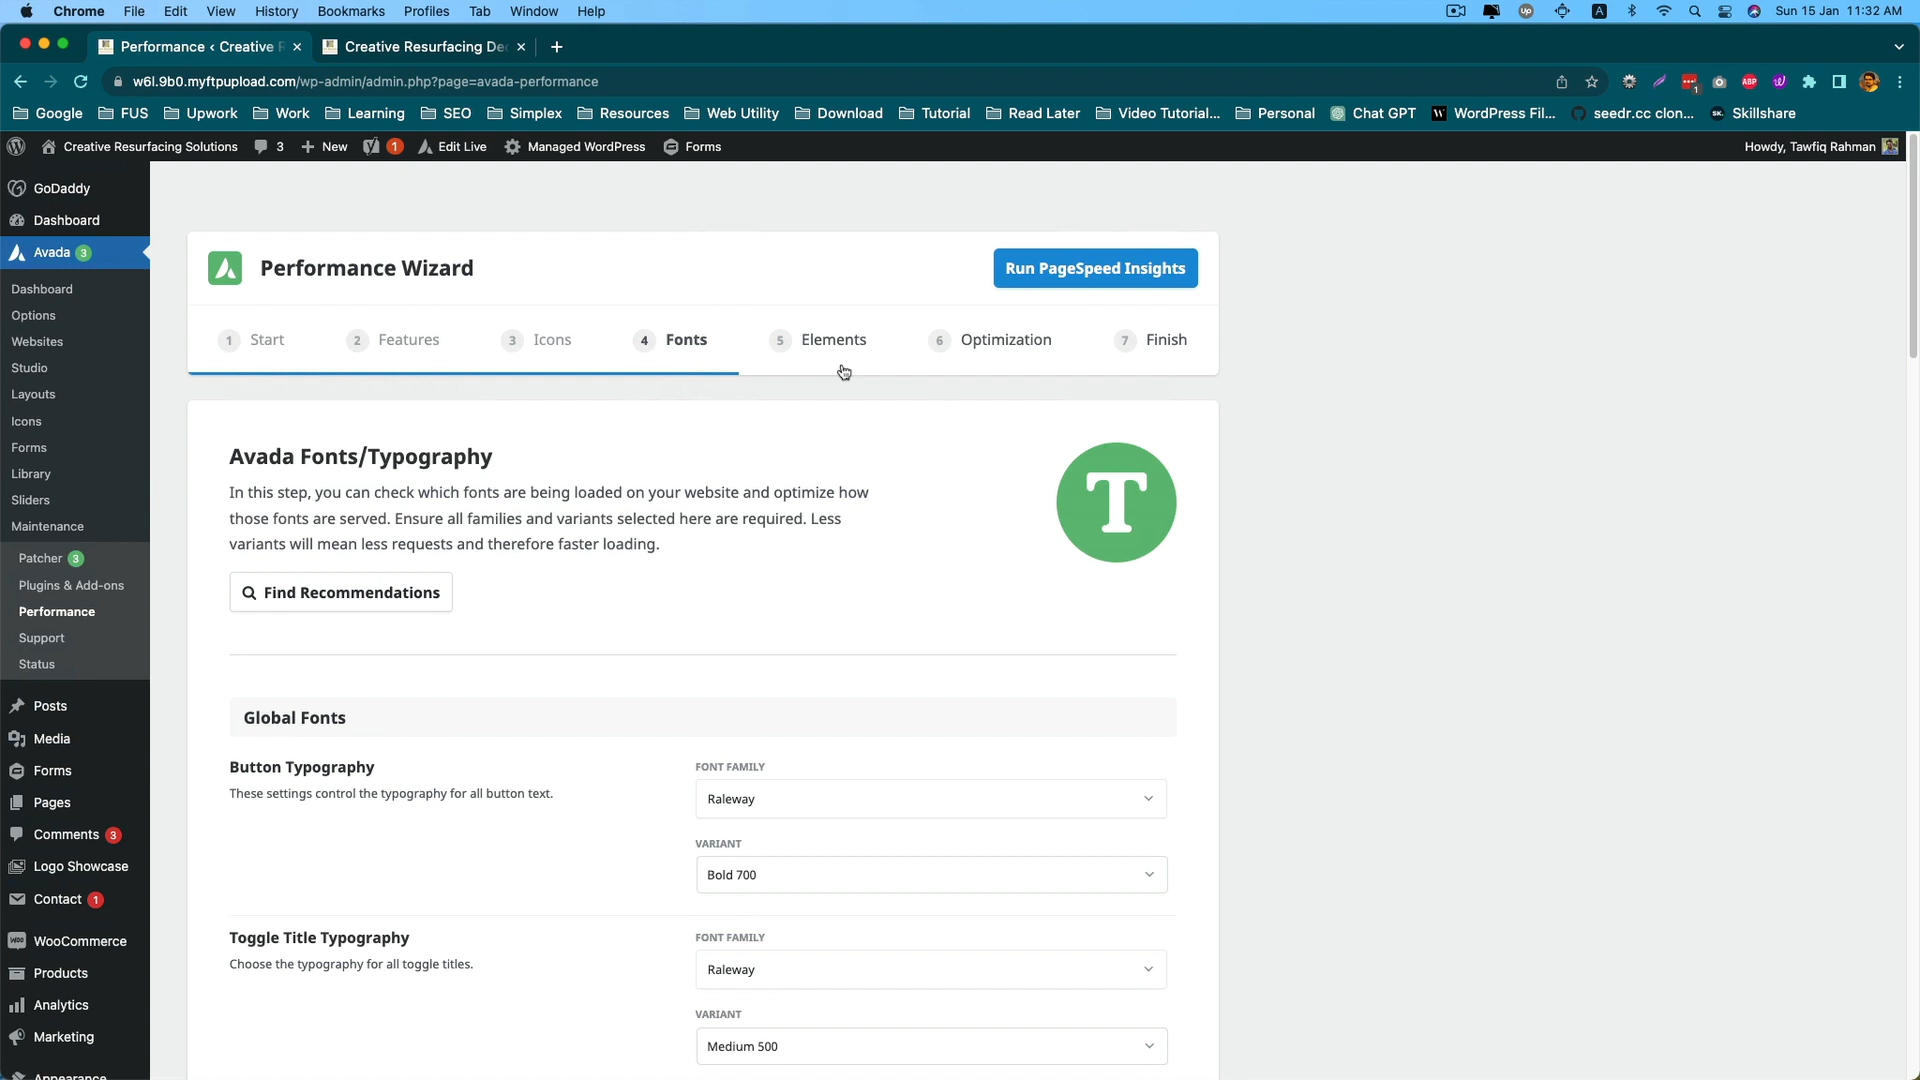 Chrome File Edit View History Bookmarks Profiles Tab Window Help
Up A Sun 15 Jan 11:32 AM
Performance ‹ Creative R
Creative Resurfacing Dec
w6l.9b0.myftpupload.com/wp-admin/admin.php?page=avada-performance
1 ABP
Google FUS Upwork Work Learning SEO Simplex Resources Web Utility Download Tutorial Read Later Video Tutorial... Personal Chat GPT WordPress Fil... seedr.cc clon... SK. Skillshare
Creative Resurfacing Solutions 3 New 1 Edit Live Managed WordPress Forms Howdy, Tawfiq Rahman
GoDaddy
Dashboard
Avada 3
Dashboard
Options
Websites
Studio
Layouts
Icons
Forms
Library
Sliders
Maintenance
Patcher 3
Plugins & Add-ons
Performance
Support
Status
Posts
Media
Forms
Pages
Comments 3
Logo Showcase
Contact 1
Woo WooCommerce
Products
Analytics
Marketing
Appearance
Performance Wizard
Run PageSpeed Insights
1 Start 2 Features 3 Icons 4 Fonts 5 Elements 6 Optimization 7 Finish
Avada Fonts/Typography
In this step, you can check which fonts are being loaded on your website and optimize how
those fonts are served. Ensure all families and variants selected here are required. Less
variants will mean less requests and therefore faster loading.
T
Find Recommendations
Global Fonts
Button Typography
These settings control the typography for all button text.
FONT FAMILY
Raleway
VARIANT
Bold 700
Toggle Title Typography
Choose the typography for all toggle titles.
FONT FAMILY
Raleway
VARIANT
Medium 500